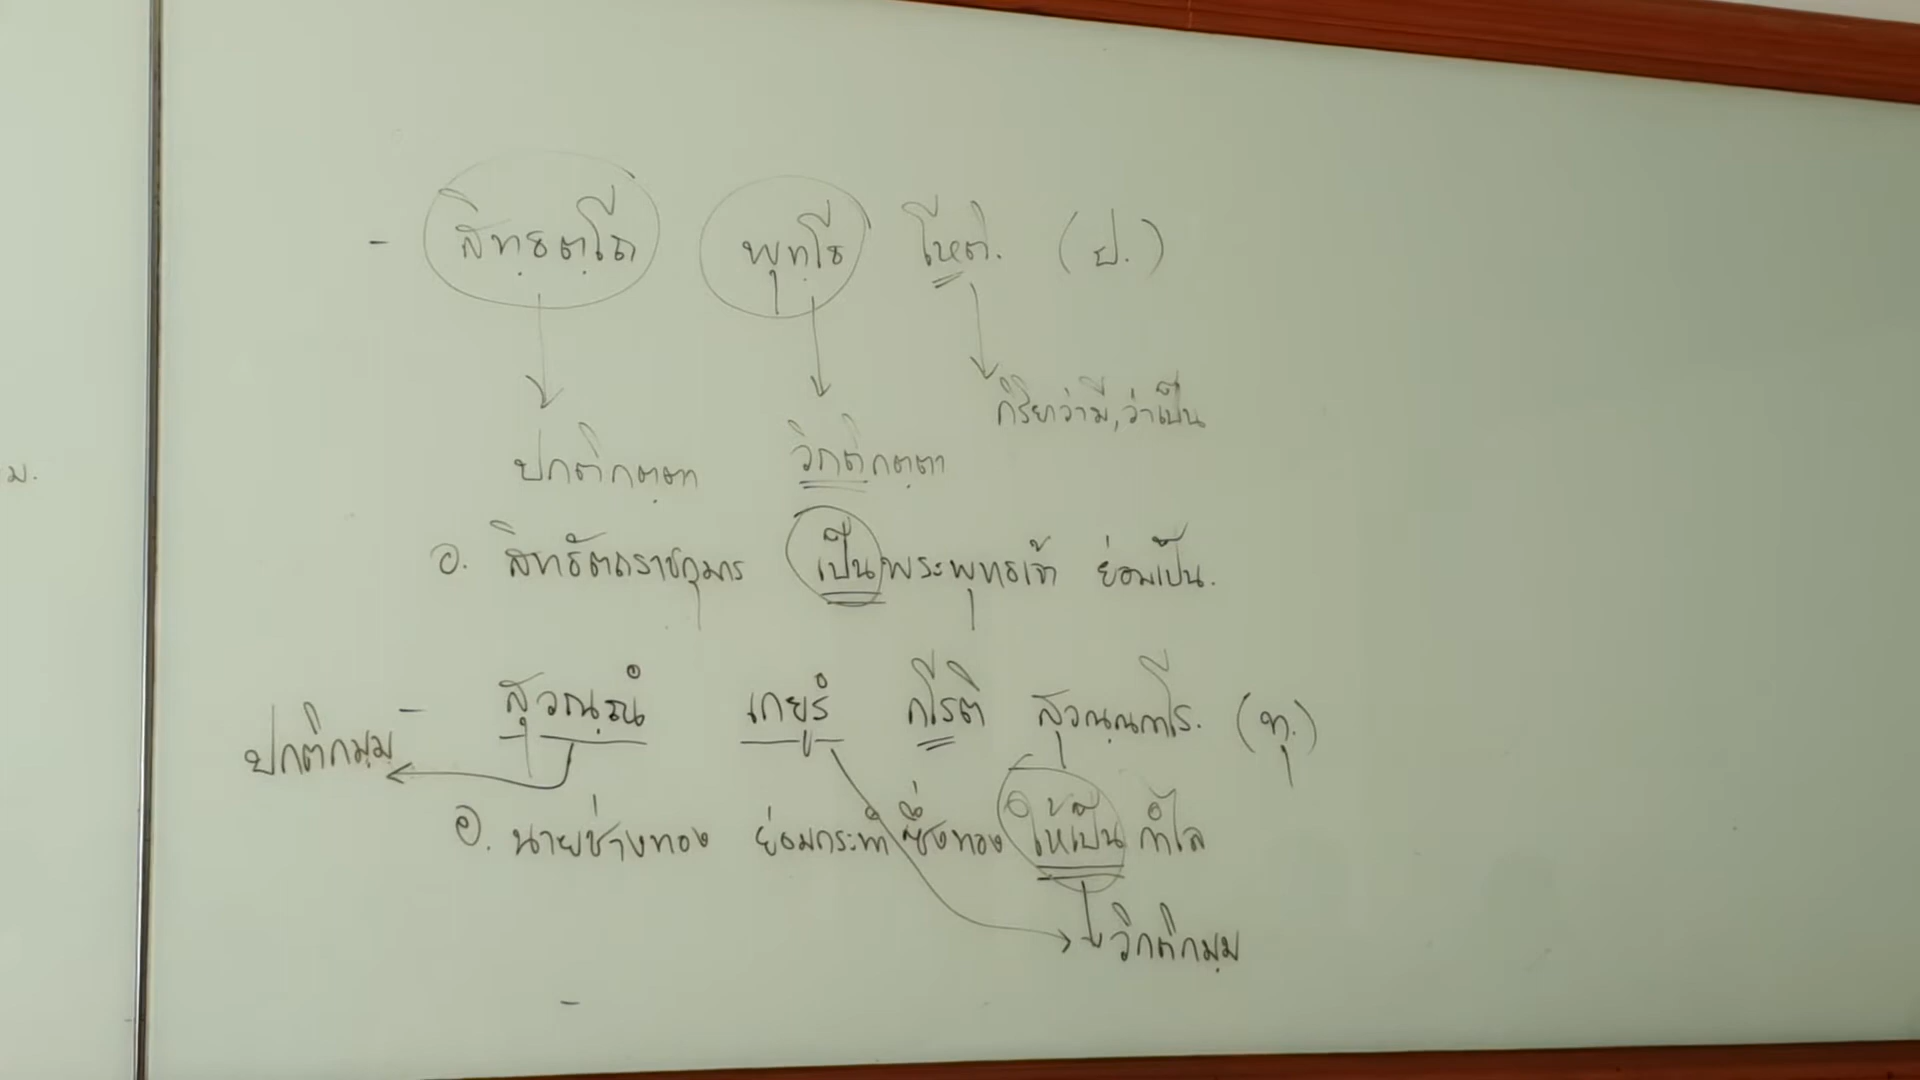 - สิทฺธตฺโถ พุทฺโธ โหติ. (ป.)
กิริยาว่ามี, ว่าเป็น
ปกติกตฺตา วิกติกตฺตา
ม.
อ. สิทธัตถราชกุมาร เป็นพระพุทธเจ้า ย่อมเป็น.
- สุวณฺณํ เกยูรํ กโรติ สุวณฺณกาโร. (ทุ.)
ปกติกมฺม
อ. นายช่างทอง ย่อมกระทำ ซึ่งทอง ให้เป็น กำไล
วิกติกมฺม
-